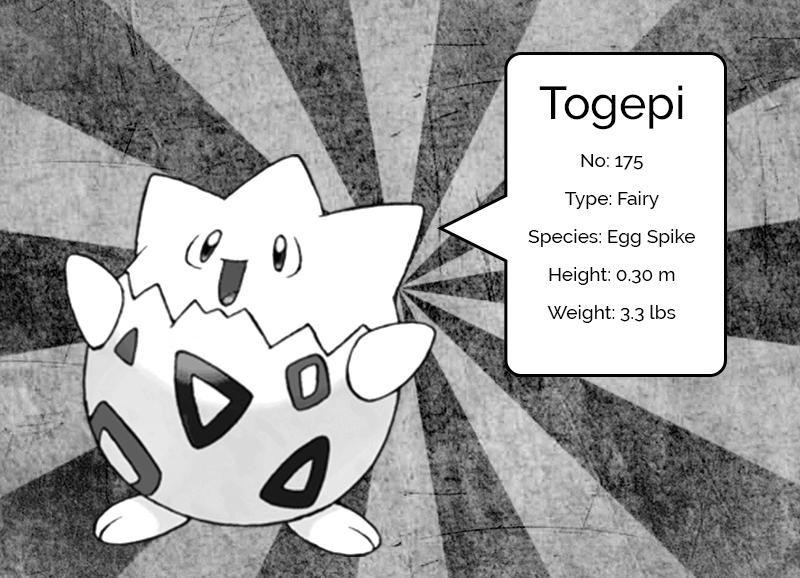 Togepi
No: 175
Type: Fairy
Species: Egg Spike
Height: 0.30 m
Weight: 3.3 lbs